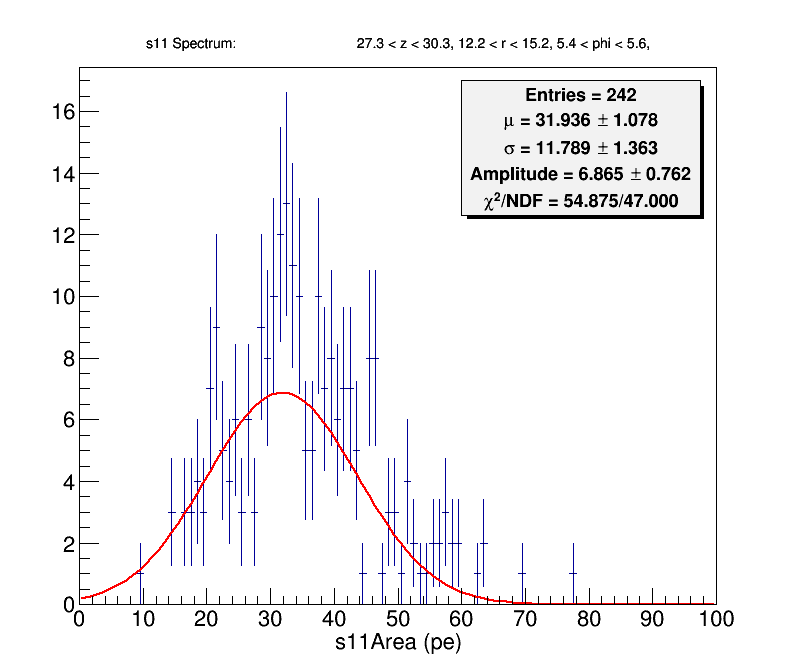 s11 Spectrum: 27.3 < z < 30.3, 12.2 < r < 15.2, 5.4 < phi < 5.6,
Entries = 242
μ = 31.936 ± 1.078
σ = 11.789 ± 1.363
Amplitude = 6.865 ± 0.762
χ²/NDF = 54.875/47.000
16
14
12
10
8
6
4
2
0
0 10 20 30 40 50 60 70 80 90 100
s11Area (pe)